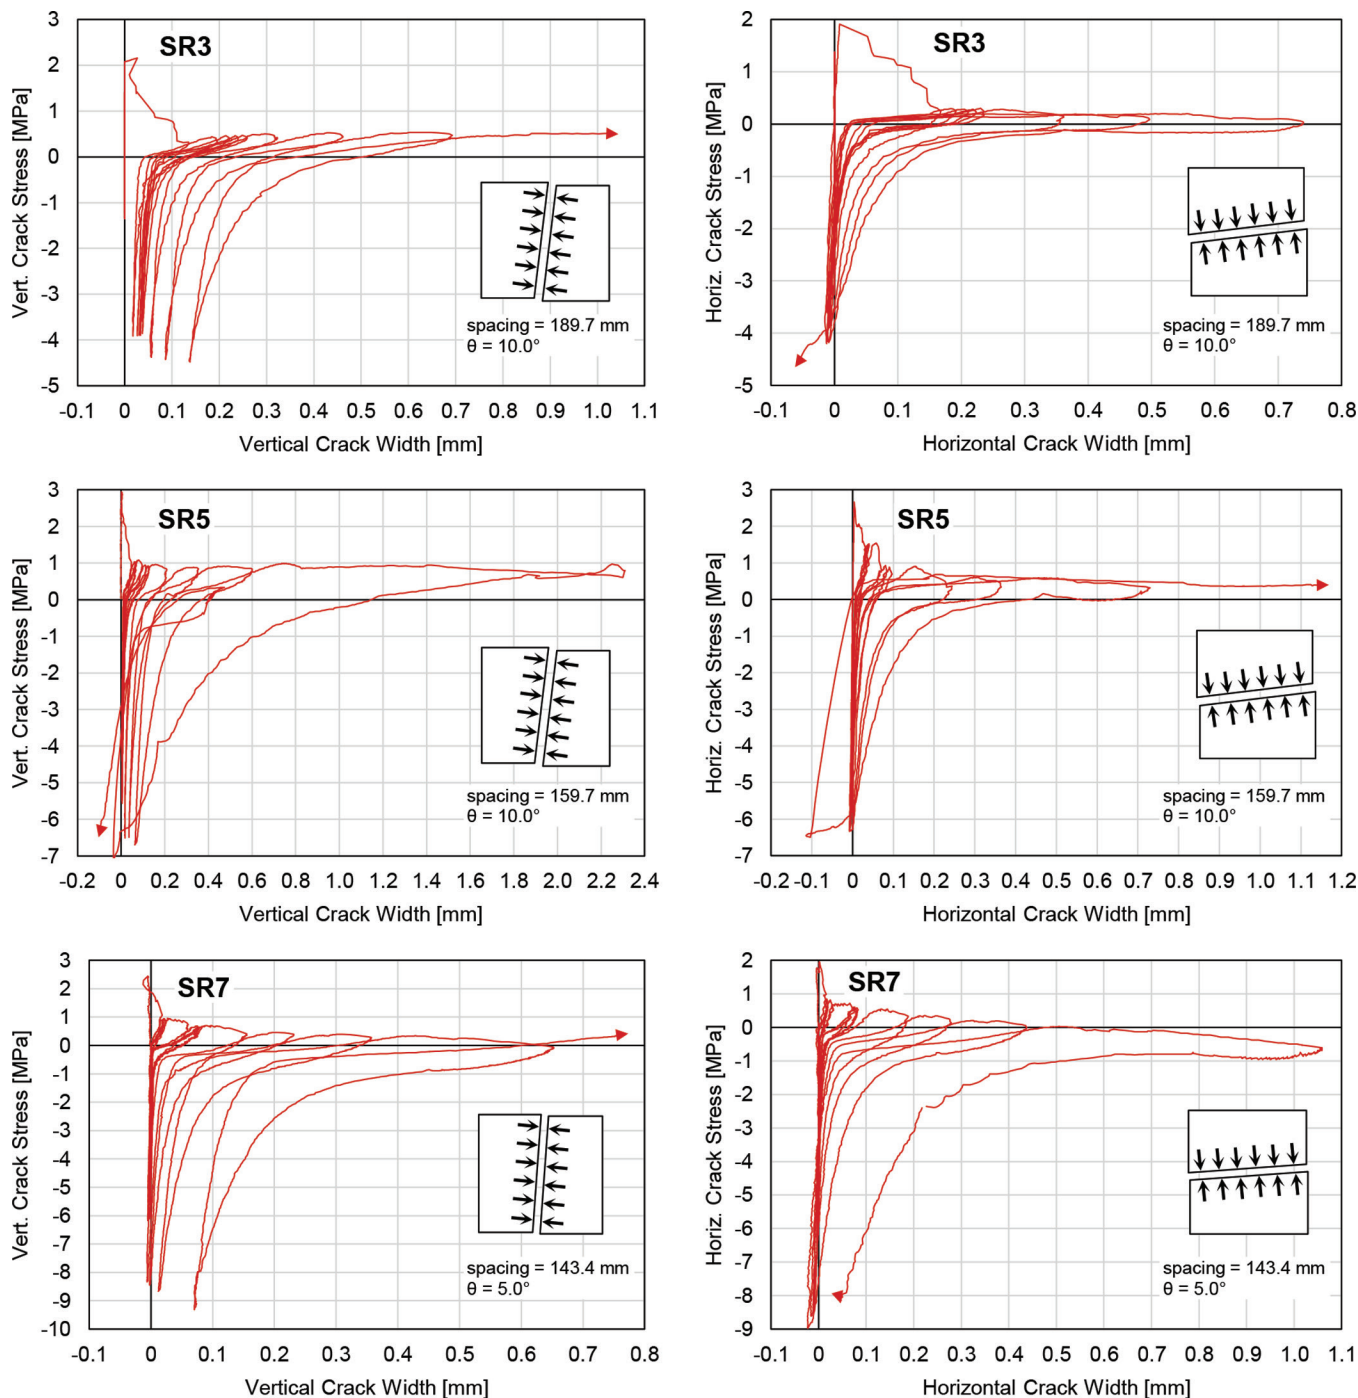 SR3
Vert. Crack Stress [MPa]
3
2
1
0
-1
-2
-3
-4
-5
spacing = 189.7 mm
θ = 10.0°
-0.1 0 0.1 0.2 0.3 0.4 0.5 0.6 0.7 0.8 0.9 1.0 1.1
Vertical Crack Width [mm]
SR3
Horiz. Crack Stress [MPa]
2
1
0
-1
-2
-3
-4
-5
spacing = 189.7 mm
θ = 10.0°
-0.1 0 0.1 0.2 0.3 0.4 0.5 0.6 0.7 0.8
Horizontal Crack Width [mm]
SR5
Vert. Crack Stress [MPa]
3
2
1
0
-1
-2
-3
-4
-5
-6
-7
spacing = 159.7 mm
θ = 10.0°
-0.2 0 0.2 0.4 0.6 0.8 1.0 1.2 1.4 1.6 1.8 2.0 2.2 2.4
Vertical Crack Width [mm]
SR5
Horiz. Crack Stress [MPa]
3
2
1
0
-1
-2
-3
-4
-5
-6
-7
spacing = 159.7 mm
θ = 10.0°
-0.2 -0.1 0 0.1 0.2 0.3 0.4 0.5 0.6 0.7 0.8 0.9 1.0 1.1 1.2
Horizontal Crack Width [mm]
SR7
Vert. Crack Stress [MPa]
3
2
1
0
-1
-2
-3
-4
-5
-6
-7
-8
-9
-10
spacing = 143.4 mm
θ = 5.0°
-0.1 0 0.1 0.2 0.3 0.4 0.5 0.6 0.7 0.8
Vertical Crack Width [mm]
SR7
Horiz. Crack Stress [MPa]
2
1
0
-1
-2
-3
-4
-5
-6
-7
-8
-9
spacing = 143.4 mm
θ = 5.0°
-0.1 0 0.1 0.2 0.3 0.4 0.5 0.6 0.7 0.8 0.9 1.0 1.1
Horizontal Crack Width [mm]